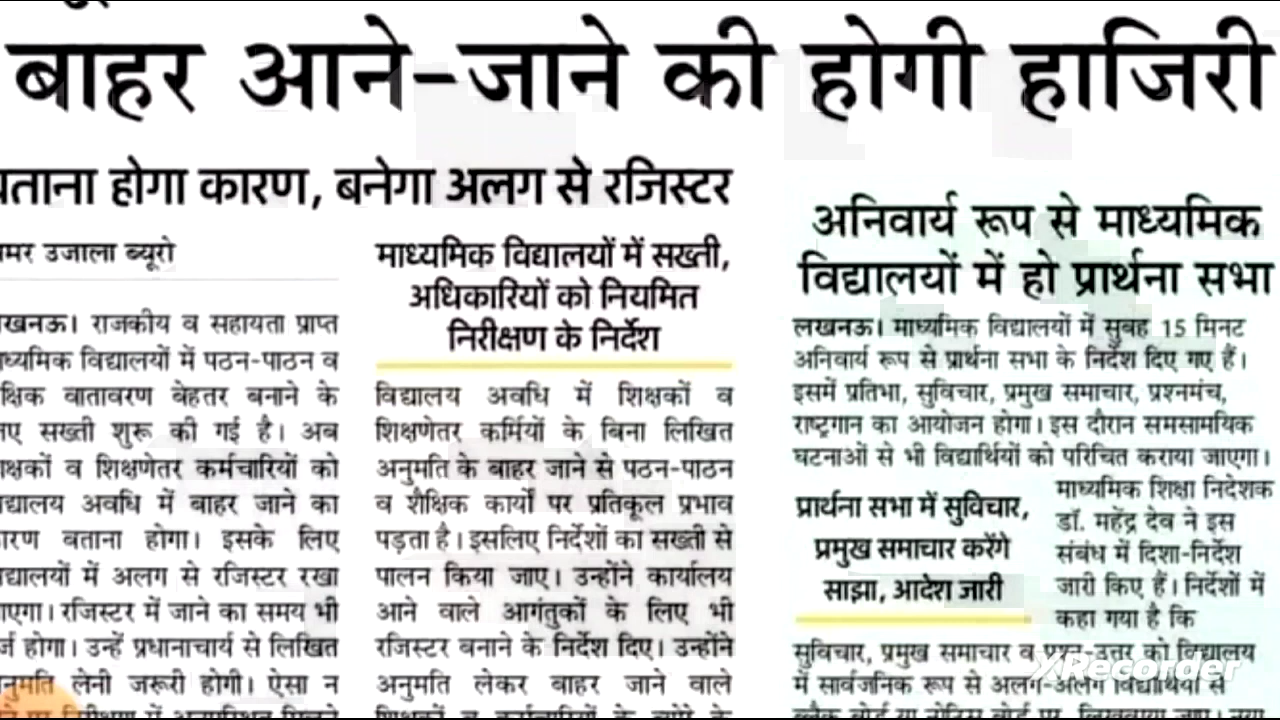 बाहर आने-जाने की होगी हाजिरी
बताना होगा कारण, बनेगा अलग से रजिस्टर
अमर उजाला ब्यूरो
लखनऊ। राजकीय व सहायता प्राप्त
माध्यमिक विद्यालयों में पठन-पाठन व
शैक्षिक वातावरण बेहतर बनाने के
लिए सख्ती शुरू की गई है। अब
शिक्षकों व शिक्षणेतर कर्मचारियों को
विद्यालय अवधि में बाहर जाने का
कारण बताना होगा। इसके लिए
विद्यालयों में अलग से रजिस्टर रखा
जाएगा। रजिस्टर में जाने का समय भी
दर्ज होगा। उन्हें प्रधानाचार्य से लिखित
अनुमति लेनी जरूरी होगी। ऐसा न
माध्यमिक विद्यालयों में सख्ती,
अधिकारियों को नियमित
निरीक्षण के निर्देश
विद्यालय अवधि में शिक्षकों व
शिक्षणेतर कर्मियों के बिना लिखित
अनुमति के बाहर जाने से पठन-पाठन
व शैक्षिक कार्यों पर प्रतिकूल प्रभाव
पड़ता है। इसलिए निर्देशों का सख्ती से
पालन किया जाए। उन्होंने कार्यालय
आने वाले आगंतुकों के लिए भी
रजिस्टर बनाने के निर्देश दिए। उन्होंने
अनुमति लेकर बाहर जाने वाले
अनिवार्य रूप से माध्यमिक
विद्यालयों में हो प्रार्थना सभा
लखनऊ। माध्यमिक विद्यालयों में सुबह 15 मिनट
अनिवार्य रूप से प्रार्थना सभा के निर्देश दिए गए हैं।
इसमें प्रतिभा, सुविचार, प्रमुख समाचार, प्रश्नमंच,
राष्ट्रगान का आयोजन होगा। इस दौरान समसामयिक
घटनाओं से भी विद्यार्थियों को परिचित कराया जाएगा।
प्रार्थना सभा में सुविचार,
प्रमुख समाचार करेंगे
साझा, आदेश जारी
माध्यमिक शिक्षा निदेशक
डॉ. महेंद्र देव ने इस
संबंध में दिशा-निर्देश
जारी किए हैं। निर्देशों में
कहा गया है कि
सुविचार, प्रमुख समाचार व प्रश्न-उत्तर को विद्यालय
में सार्वजनिक रूप से अलग-अलग विद्यार्थियों से
XRecorder